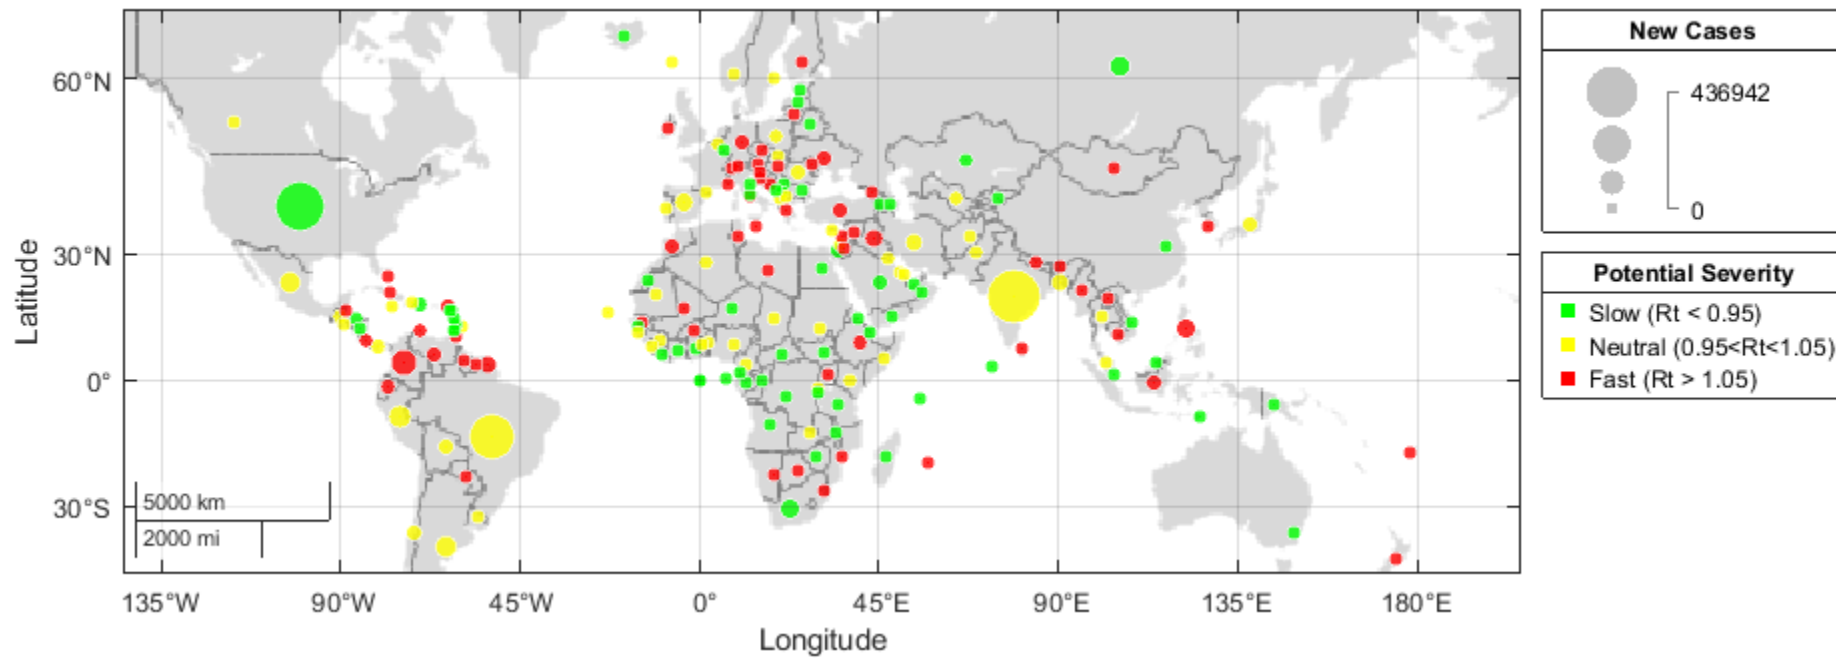 60°N
30°N
0°
30°S
Latitude
5000 km
2000 mi
135°W
90°W
45°W
0°
45°E
90°E
135°E
180°E
Longitude
New Cases
436942
0
Potential Severity
Slow (Rt < 0.95)
Neutral (0.95<Rt<1.05)
Fast (Rt > 1.05)